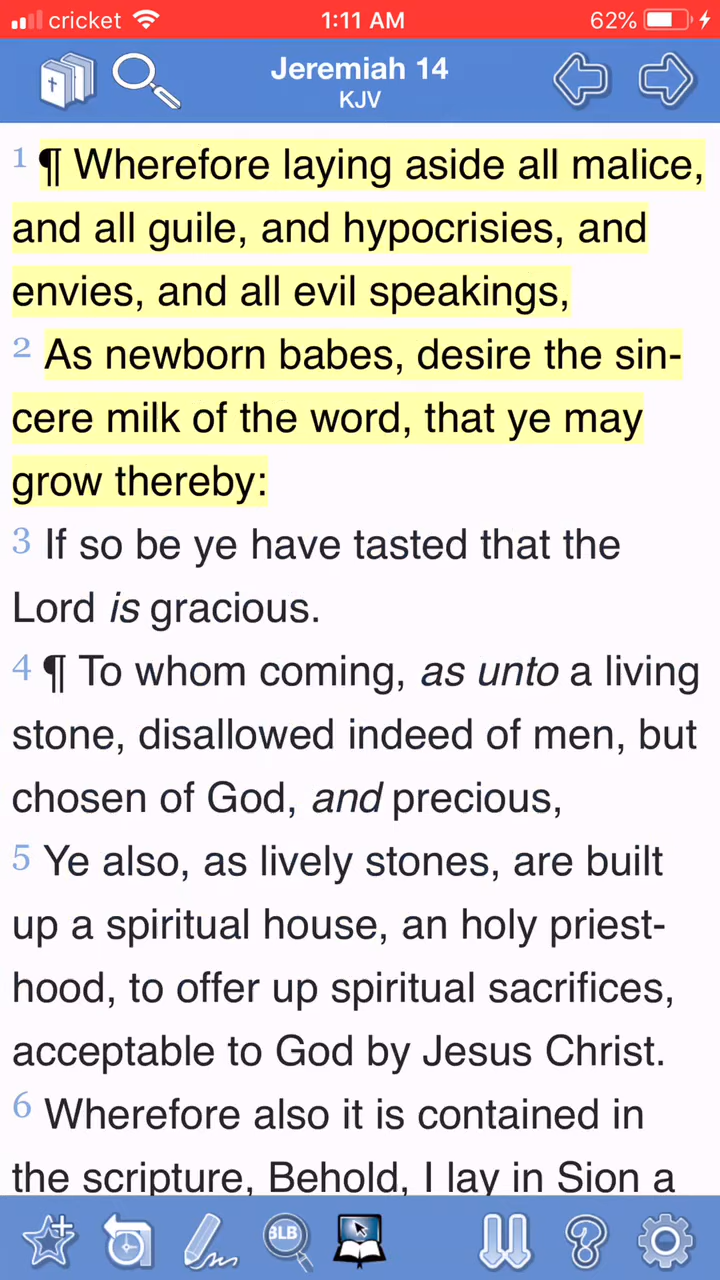 cricket 1:11 AM 62%
Jeremiah 14
KJV
1 ¶ Wherefore laying aside all malice,
and all guile, and hypocrisies, and
envies, and all evil speakings,
2 As newborn babes, desire the sin-
cere milk of the word, that ye may
grow thereby:
3 If so be ye have tasted that the
Lord is gracious.
4 ¶ To whom coming, as unto a living
stone, disallowed indeed of men, but
chosen of God, and precious,
5 Ye also, as lively stones, are built
up a spiritual house, an holy priest-
hood, to offer up spiritual sacrifices,
acceptable to God by Jesus Christ.
6 Wherefore also it is contained in
the scripture, Behold, I lay in Sion a
BLB